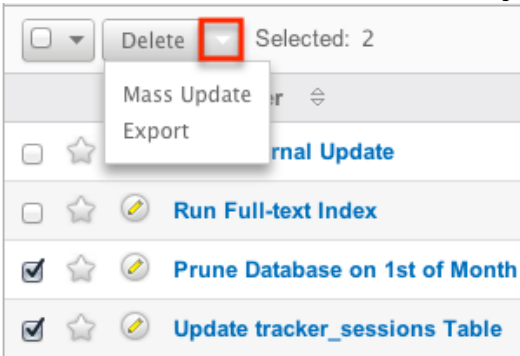 Delete Selected: 2
Mass Update
Export
r
rnal Update
Run Full-text Index
Prune Database on 1st of Month
Update tracker_sessions Table